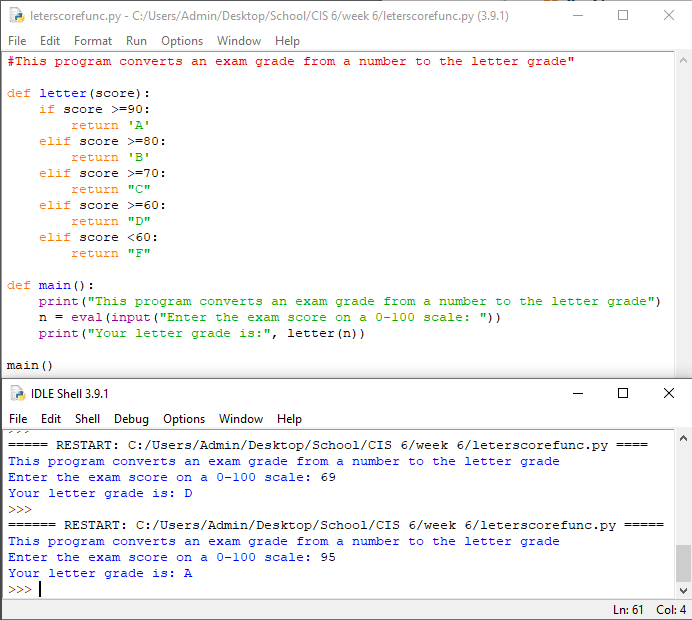 leterscorefunc.py - C:/Users/Admin/Desktop/School/CIS 6/week 6/leterscorefunc.py (3.9.1)
File Edit Format Run Options Window Help
#This program converts an exam grade from a number to the letter grade"
def letter(score):
    if score >=90:
        return 'A'
    elif score >=80:
        return 'B'
    elif score >=70:
        return "C"
    elif score >=60:
        return "D"
    elif score <60:
        return "F"
def main():
    print("This program converts an exam grade from a number to the letter grade")
    n = eval(input("Enter the exam score on a 0-100 scale: "))
    print("Your letter grade is:", letter(n))
main()
IDLE Shell 3.9.1
File Edit Shell Debug Options Window Help
>>>
===== RESTART: C:/Users/Admin/Desktop/School/CIS 6/week 6/leterscorefunc.py ====
This program converts an exam grade from a number to the letter grade
Enter the exam score on a 0-100 scale: 69
Your letter grade is: D
>>>
====== RESTART: C:/Users/Admin/Desktop/School/CIS 6/week 6/leterscorefunc.py =====
This program converts an exam grade from a number to the letter grade
Enter the exam score on a 0-100 scale: 95
Your letter grade is: A
>>>
Ln: 61 Col: 4